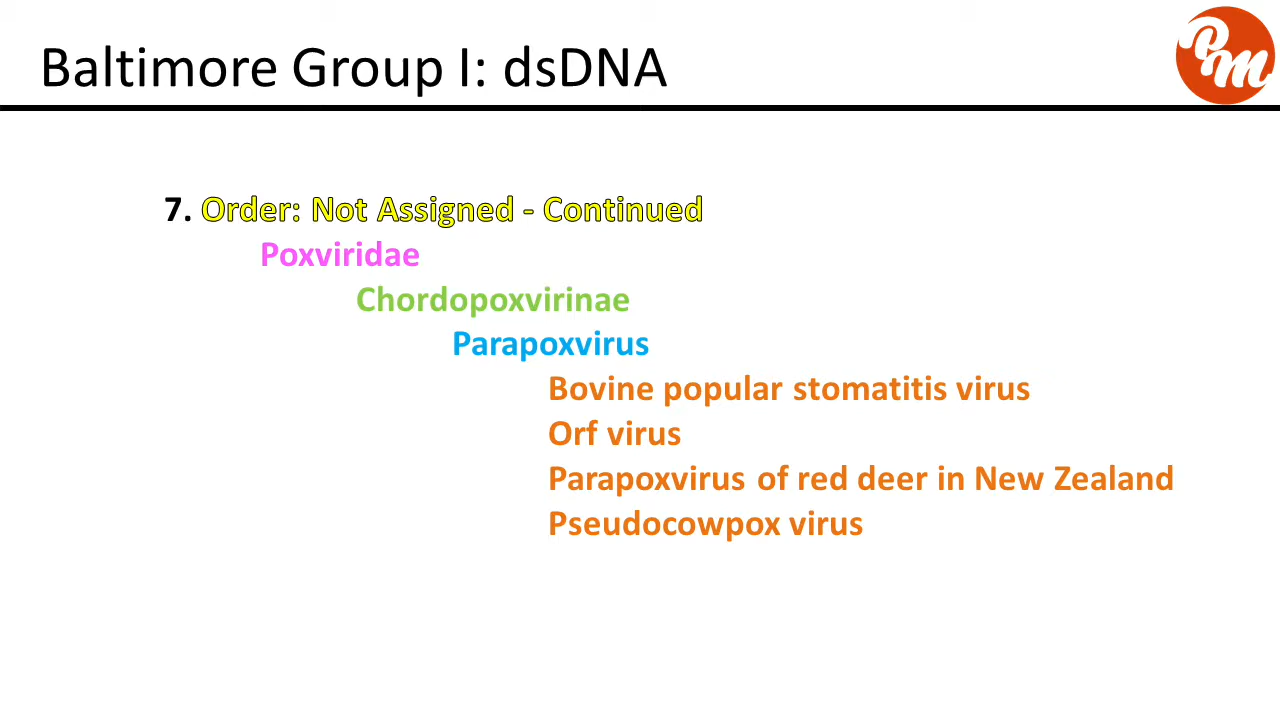 Baltimore Group I: dsDNA
PM
7. Order: Not Assigned - Continued
Poxviridae
Chordopoxvirinae
Parapoxvirus
Bovine popular stomatitis virus
Orf virus
Parapoxvirus of red deer in New Zealand
Pseudocowpox virus